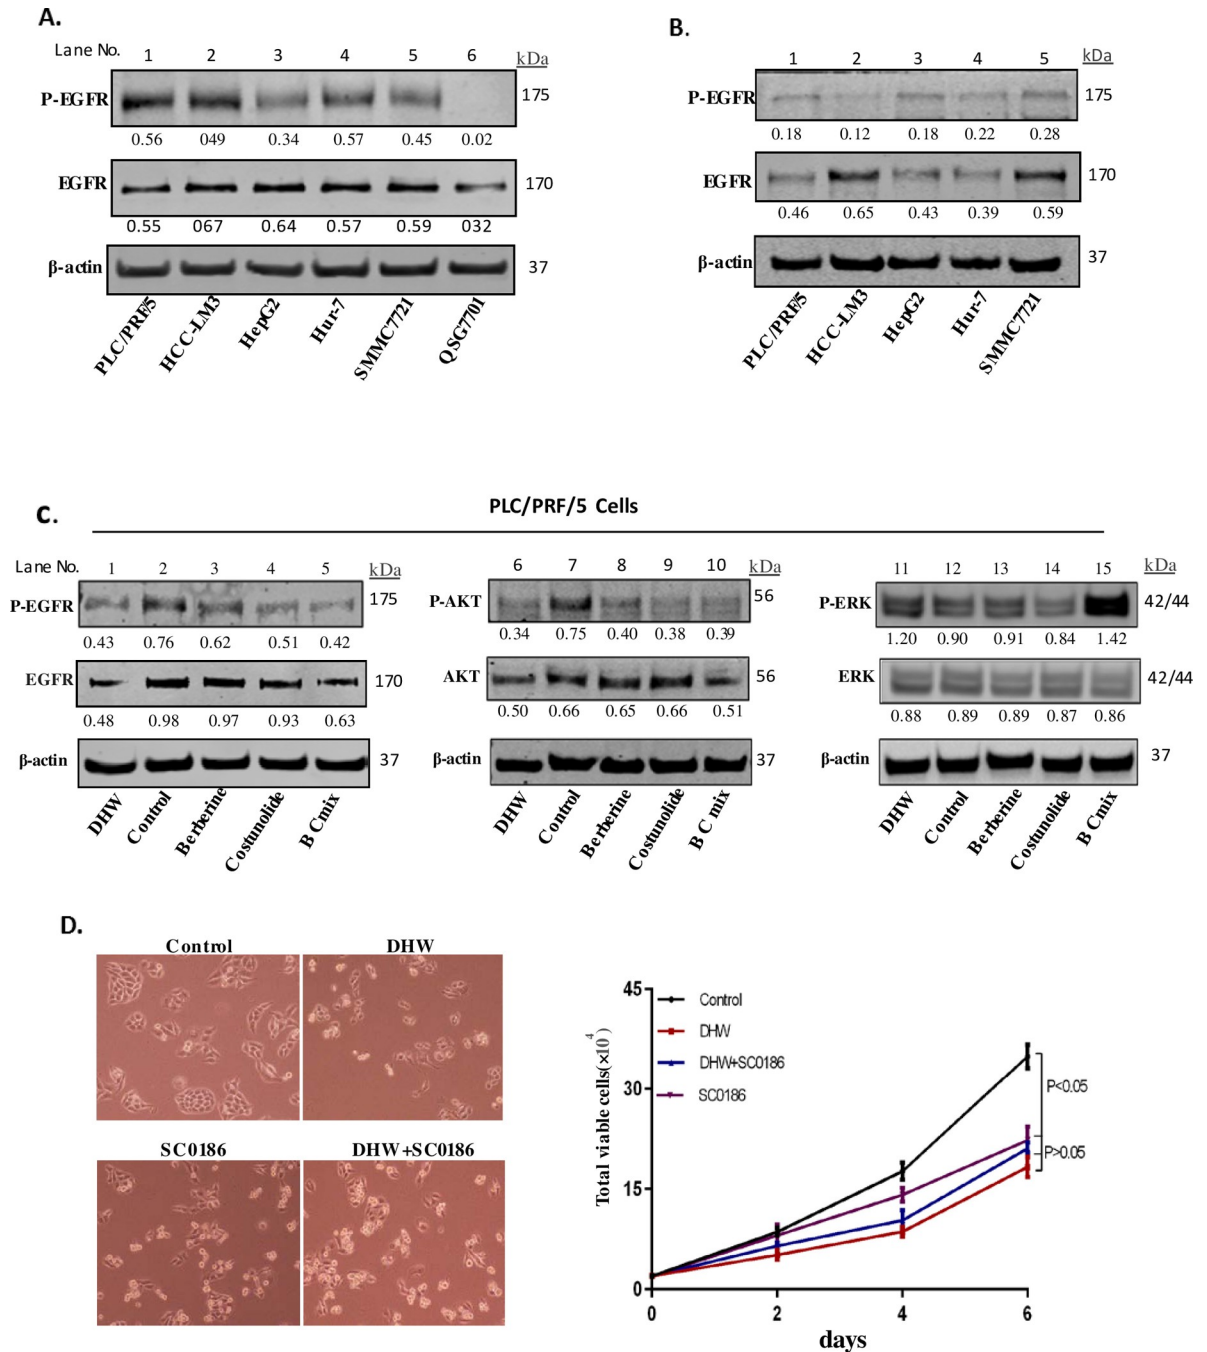 A.
Lane No. 1 2 3 4 5 6 kDa
P-EGFR 175
0.56 049 0.34 0.57 0.45 0.02
EGFR 170
0.55 067 0.64 0.57 0.59 032
β-actin 37
PLC/PRF/5 HCC-LM3 HepG2 Hur-7 SMMC7721 QSG7701
B.
1 2 3 4 5 kDa
P-EGFR 175
0.18 0.12 0.18 0.22 0.28
EGFR 170
0.46 0.65 0.43 0.39 0.59
β-actin 37
PLC/PRF/5 HCC-LM3 HepG2 Hur-7 SMMC7721
C.
PLC/PRF/5 Cells
Lane No. 1 2 3 4 5 kDa
P-EGFR 175
0.43 0.76 0.62 0.51 0.42
EGFR 170
0.48 0.98 0.97 0.93 0.63
β-actin 37
DHW Control Berberine Costunolide B Cmix
6 7 8 9 10 kDa
P-AKT 56
0.34 0.75 0.40 0.38 0.39
AKT 56
0.50 0.66 0.65 0.66 0.51
β-actin 37
DHW Control Berberine Costunolide B C mix
11 12 13 14 15 kDa
P-ERK 42/44
1.20 0.90 0.91 0.84 1.42
ERK 42/44
0.88 0.89 0.89 0.87 0.86
β-actin 37
DHW Control Berberine Costunolide B Cmix
D.
Control DHW
SC0186 DHW+SC0186
Total viable cells(×10⁴)
45
30
15
0
Control
DHW
DHW+SC0186
SC0186
P<0.05
P>0.05
0 2 4 6
days